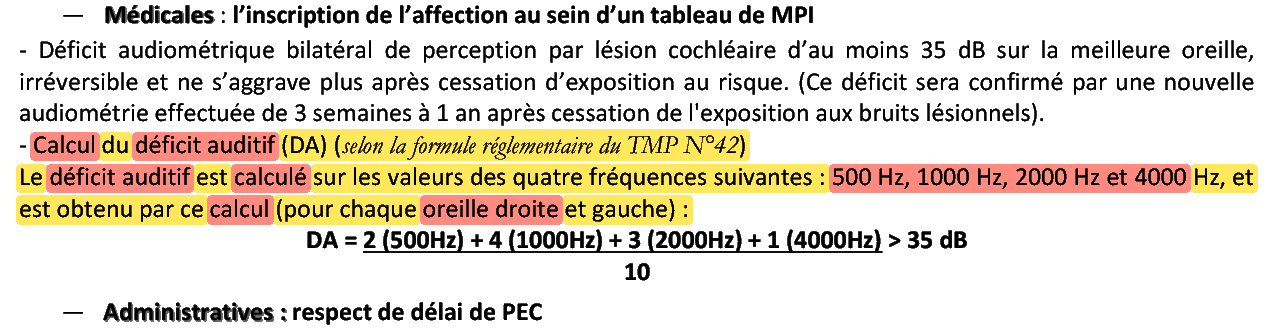 — Médicales : l’inscription de l’affection au sein d’un tableau de MPI
- Déficit audiométrique bilatéral de perception par lésion cochléaire d’au moins 35 dB sur la meilleure oreille,
irréversible et ne s’aggrave plus après cessation d’exposition au risque. (Ce déficit sera confirmé par une nouvelle
audiométrie effectuée de 3 semaines à 1 an après cessation de l'exposition aux bruits lésionnels).
- Calcul du déficit auditif (DA) (selon la formule réglementaire du TMP N°42)
Le déficit auditif est calculé sur les valeurs des quatre fréquences suivantes : 500 Hz, 1000 Hz, 2000 Hz et 4000 Hz, et
est obtenu par ce calcul (pour chaque oreille droite et gauche) :
DA = 2 (500Hz) + 4 (1000Hz) + 3 (2000Hz) + 1 (4000Hz) > 35 dB
10
— Administratives : respect de délai de PEC